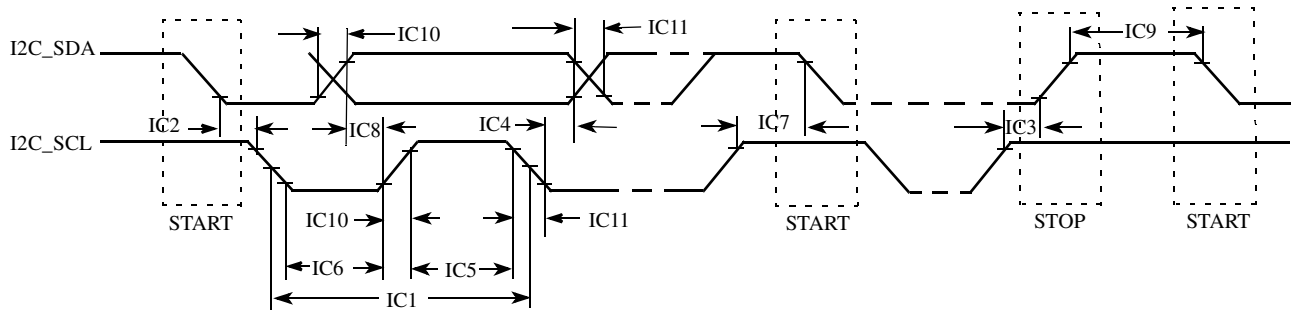 IC10
IC11
IC9
I2C_SDA
IC2
IC8
IC4
IC7
IC3
I2C_SCL
START
IC10
IC11
START
STOP
START
IC6
IC5
IC1